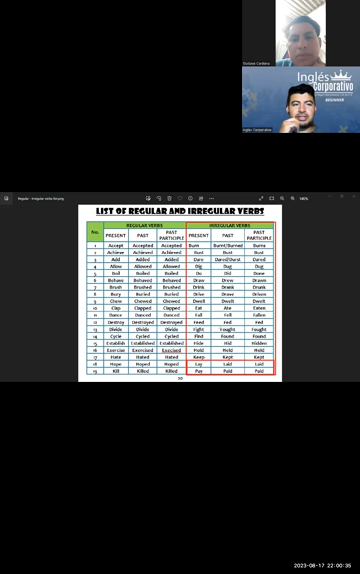 Gustavo Cardona
Inglés
Corporativo
BEGINNER
Inglés Corporativo
LIST OF REGULAR AND IRREGULAR VERBS
No. REGULAR VERBS IRREGULAR VERBS
PRESENT PAST PAST PARTICIPLE PRESENT PAST PAST PARTICIPLE
1 Accept Accepted Accepted Burn Burnt/Burned
2 Achieve Achieved Achieved Bust Bust Bust
3 Add Added Added Dare Dared/Durst Dared
4 Allow Allowed Allowed Dig Dug Dug
5 Boil Boiled Boiled Do Did Done
6 Behave Behaved Behaved Draw Drew Drawn
7 Brush Brushed Brushed Drink Drank Drunk
8 Bury Buried Buried Drive Drove Driven
9 Chew Chewed Chewed Dwell Dwelt Dwelt
10 Clap Clapped Clapped Eat Ate Eaten
11 Dance Danced Danced Fall Fell Fallen
12 Destroy Destroyed Destroyed Feed Fed Fed
13 Divide Divided Divided Fight Fought Fought
14 Cycle Cycled Cycled Find Found Found
15 Establish Established Established Hide Hid Hidden
16 Exercise Exercised Exercised Hold Held Held
17 Hate Hated Hated Keep Kept Kept
18 Hope Hoped Hoped Lay Laid Laid
19 Kill Killed Killed Pay Paid Paid
2023-08-17 22:00:35